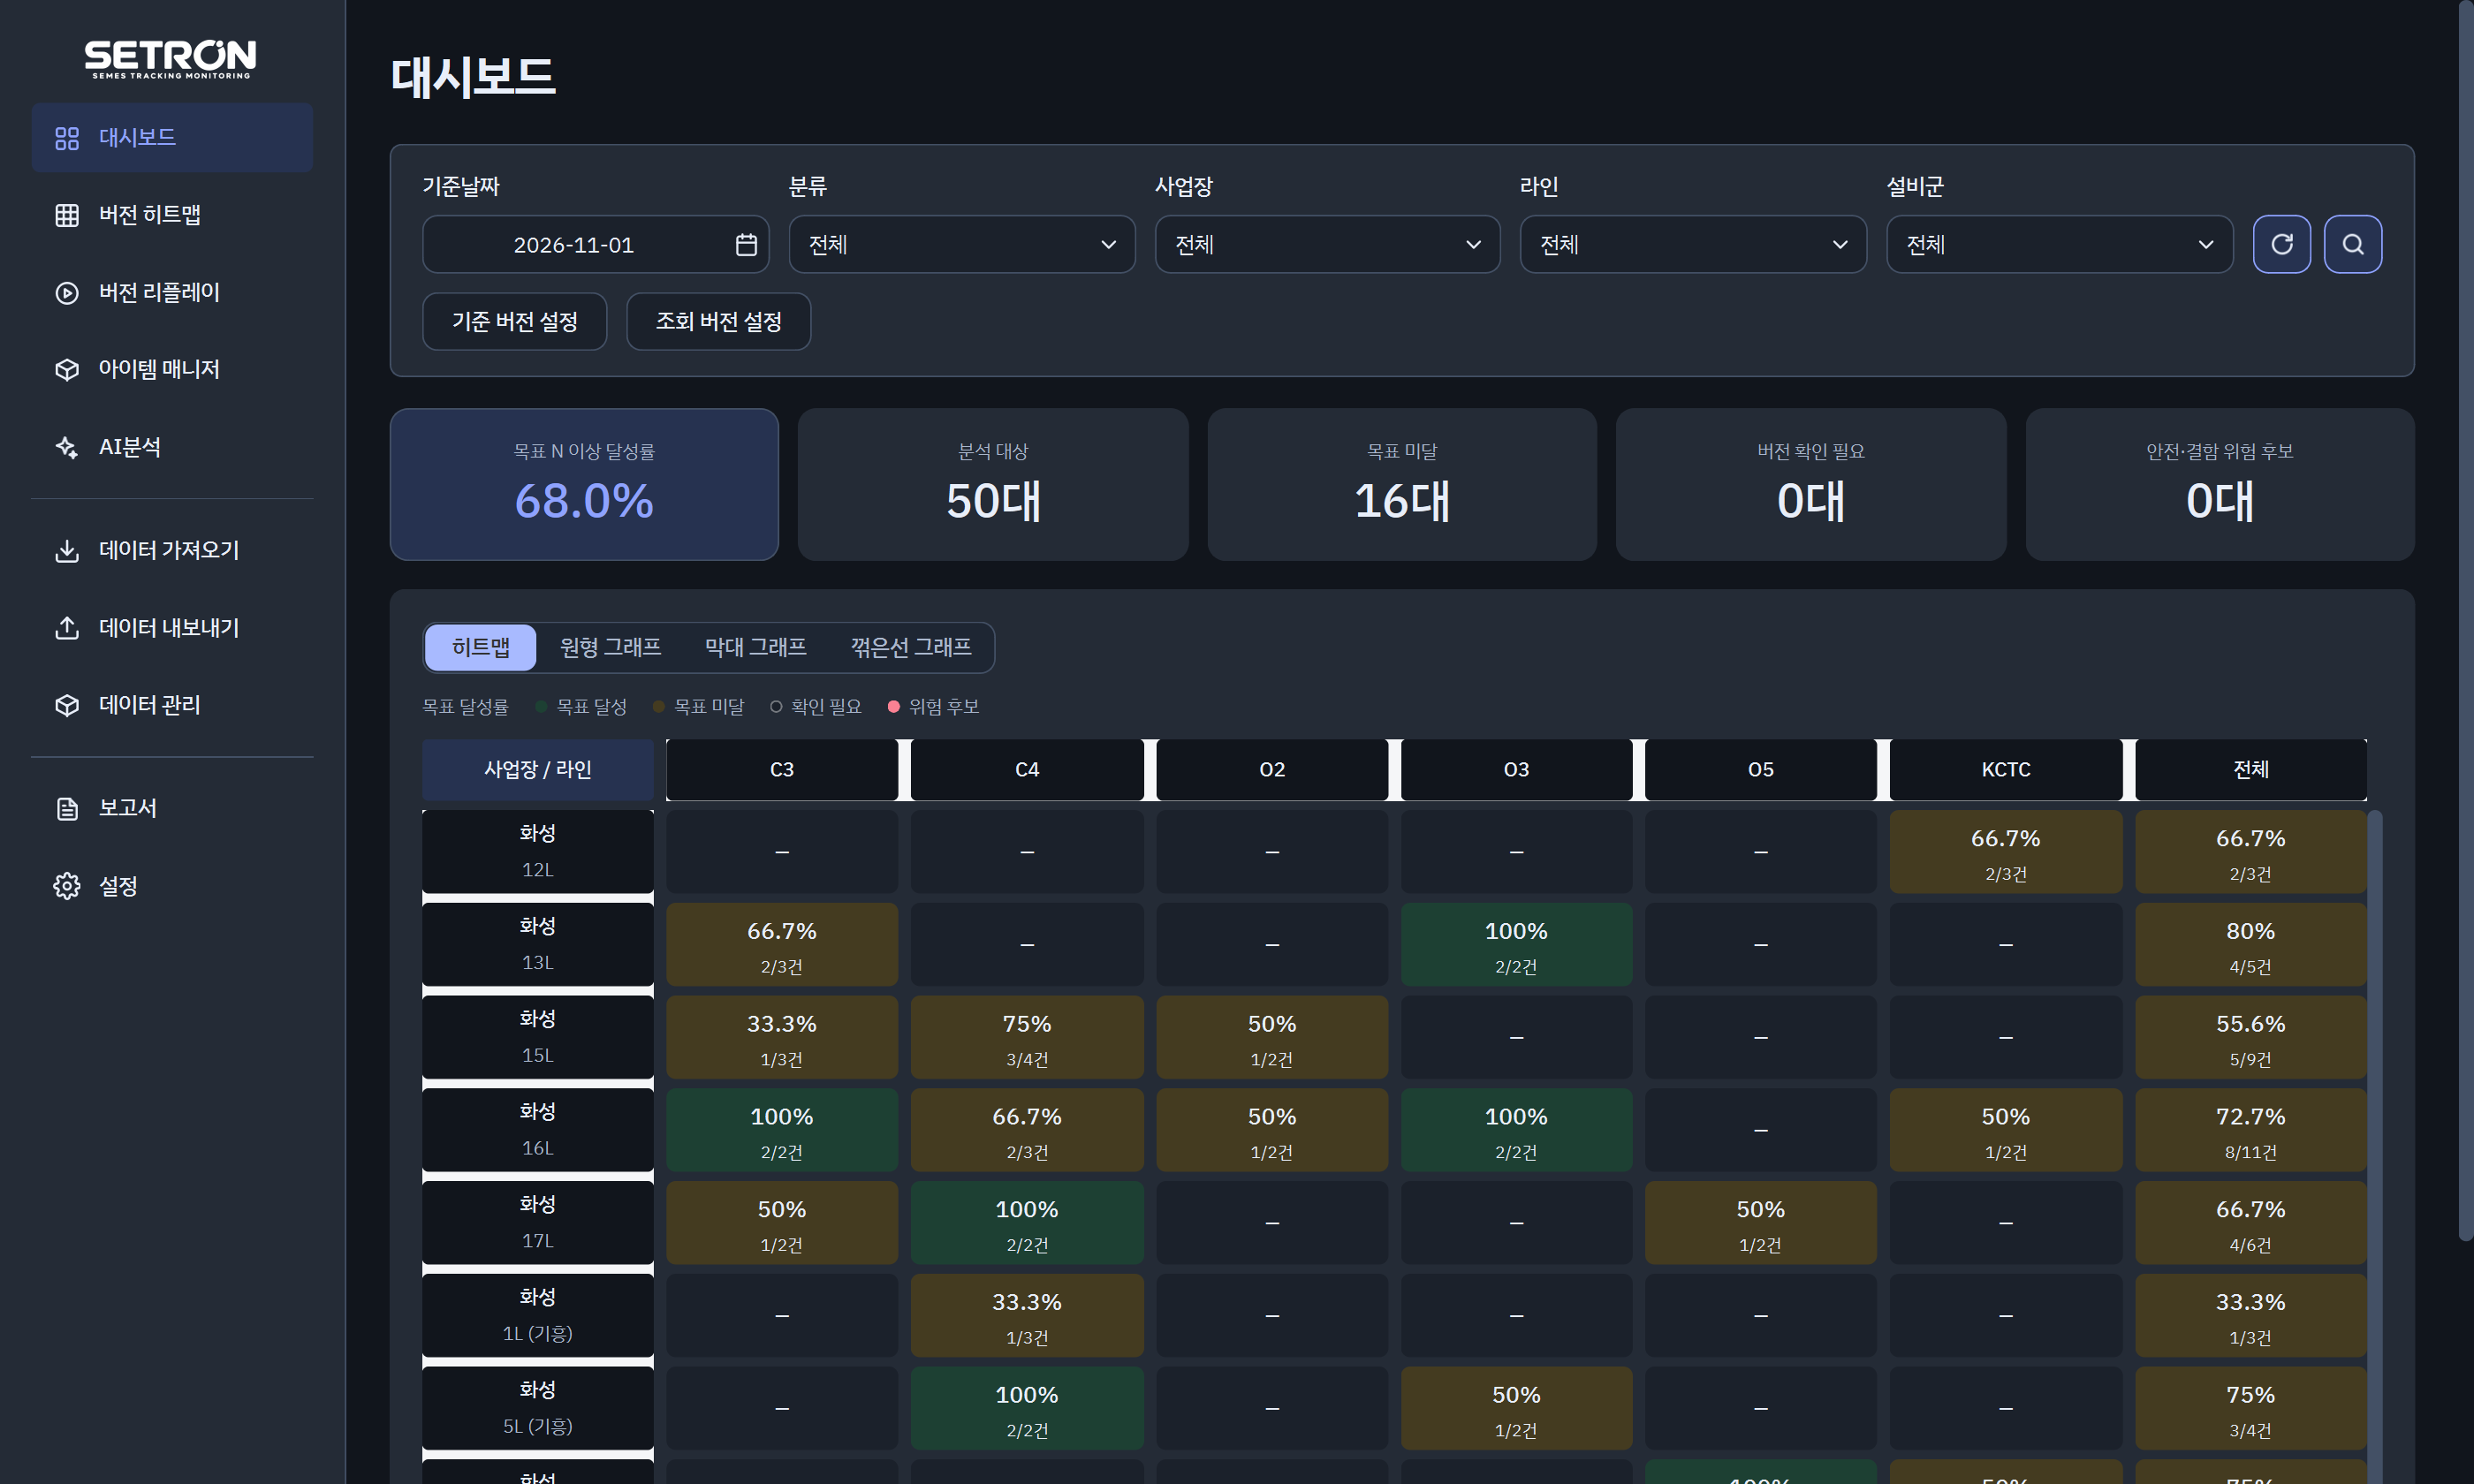 SETRON
SEMES TRACKING MONITORING
대시보드
버전 히트맵
버전 리플레이
아이템 매니저
AI분석
데이터 가져오기
데이터 내보내기
데이터 관리
보고서
설정
대시보드
기준날짜 분류 사업장 라인 설비군
2026-11-01 전체 전체 전체 전체
기준 버전 설정 조회 버전 설정
목표 N 이상 달성률 분석 대상 목표 미달 버전 확인 필요 안전·결함 위험 후보
68.0% 50대 16대 0대 0대
히트맵 원형 그래프 막대 그래프 꺾은선 그래프
목표 달성률 목표 달성 목표 미달 확인 필요 위험 후보
사업장 / 라인 C3 C4 O2 O3 O5 KCTC 전체
화성 – – – – – 66.7% 66.7%
12L 2/3건 2/3건
화성 66.7% – – 100% – – 80%
13L 2/3건 2/2건 4/5건
화성 33.3% 75% 50% – – – 55.6%
15L 1/3건 3/4건 1/2건 5/9건
화성 100% 66.7% 50% 100% – 50% 72.7%
16L 2/2건 2/3건 1/2건 2/2건 1/2건 8/11건
화성 50% 100% – – 50% – 66.7%
17L 1/2건 2/2건 1/2건 4/6건
화성 – 33.3% – – – – 33.3%
1L (기흥) 1/3건 1/3건
화성 – 100% – 50% – – 75%
5L (기흥) 2/2건 1/2건 3/4건
화성 100% 50% 75%